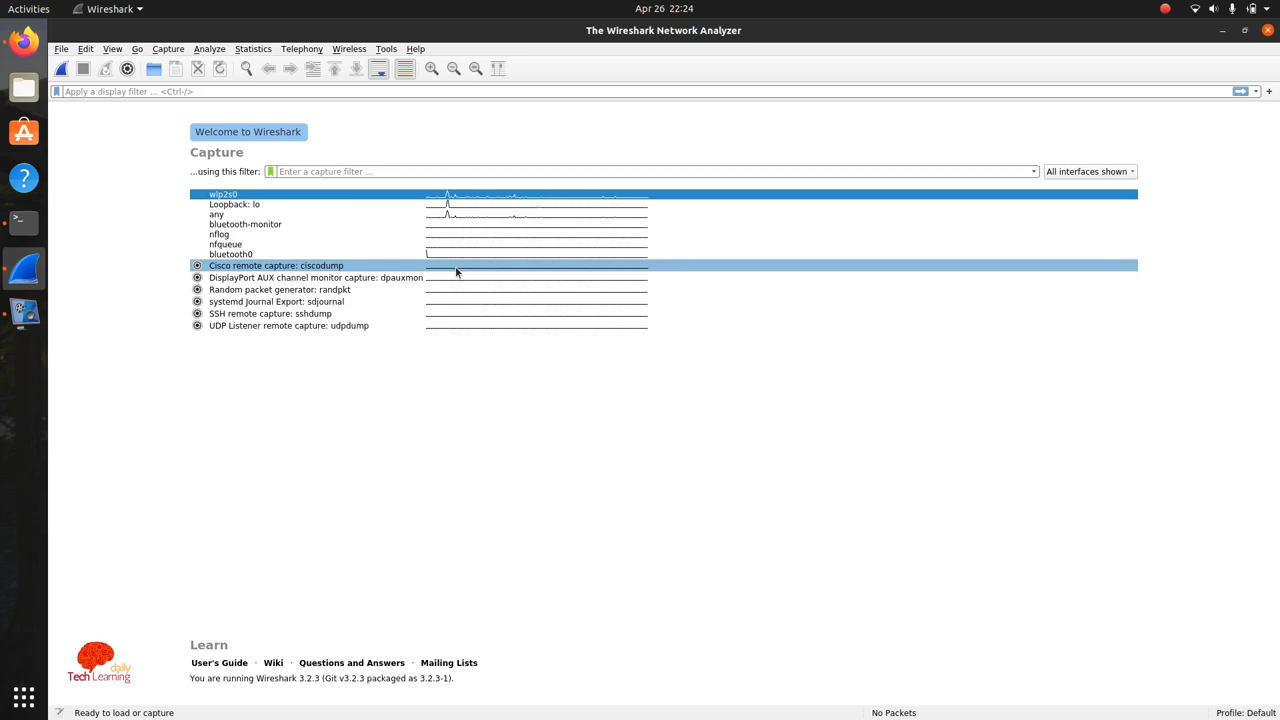 Activities
Wireshark
Apr 26 22:24
The Wireshark Network Analyzer
File Edit View Go Capture Analyze Statistics Telephony Wireless Tools Help
Apply a display filter ... <Ctrl-/>
Welcome to Wireshark
Capture
...using this filter: Enter a capture filter ... All interfaces shown
wlp2s0
Loopback: lo
any
bluetooth-monitor
nflog
nfqueue
bluetooth0
Cisco remote capture: ciscodump
DisplayPort AUX channel monitor capture: dpauxmon
Random packet generator: randpkt
systemd Journal Export: sdjournal
SSH remote capture: sshdump
UDP Listener remote capture: udpdump
Learn
User's Guide · Wiki · Questions and Answers · Mailing Lists
You are running Wireshark 3.2.3 (Git v3.2.3 packaged as 3.2.3-1).
daily
Tech Learning
Ready to load or capture
No Packets
Profile: Default